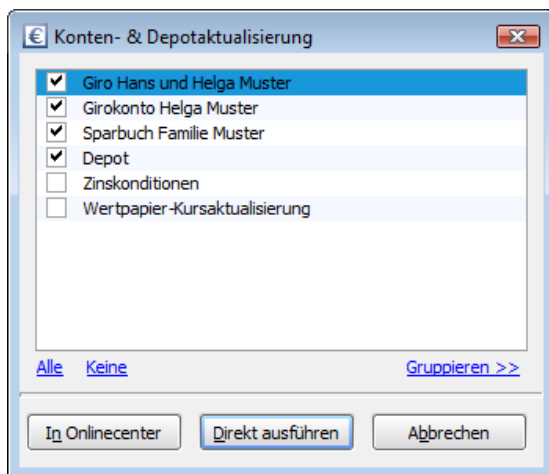 Konten- & Depotaktualisierung
Giro Hans und Helga Muster
Girokonto Helga Muster
Sparbuch Familie Muster
Depot
Zinskonditionen
Wertpapier-Kursaktualisierung
Alle Keine Gruppieren >>
In Onlinecenter Direkt ausführen Abbrechen